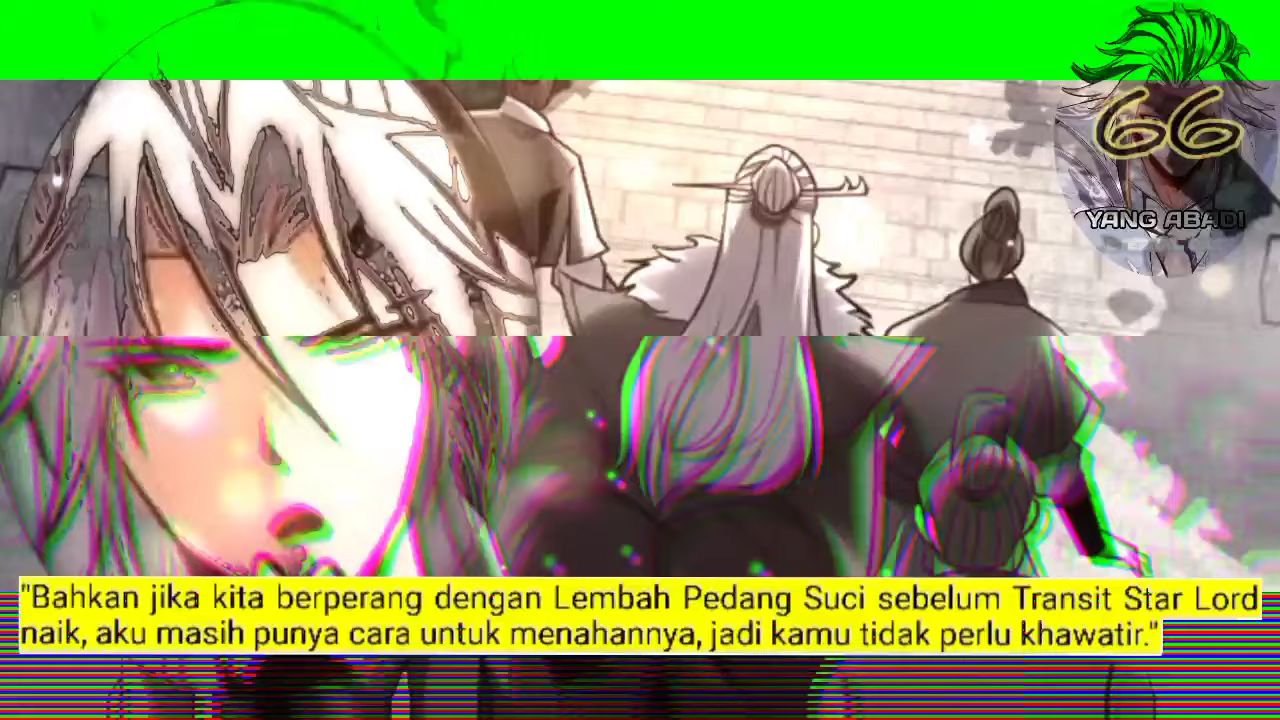 66
YANG ABADI
"Bahkan jika kita berperang dengan Lembah Pedang Suci sebelum Transit Star Lord
naik, aku masih punya cara untuk menahannya, jadi kamu tidak perlu khawatir."